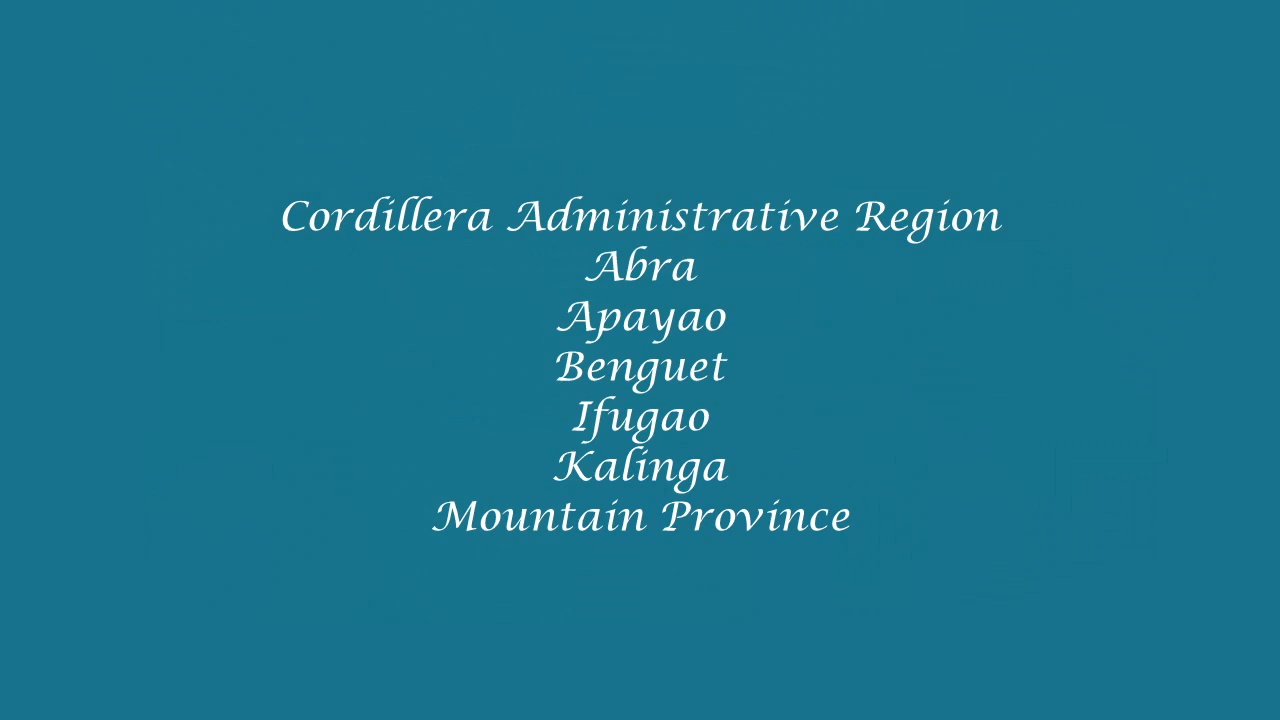 Cordillera Administrative Region
Abra
Apayao
Benguet
Ifugao
Kalinga
Mountain Province